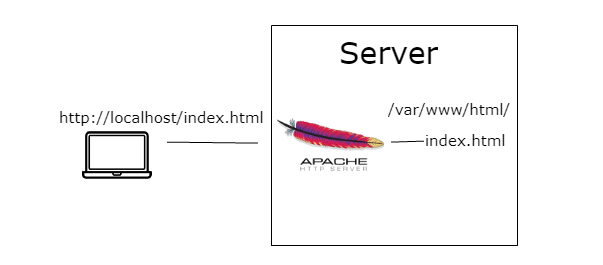 Server
http://localhost/index.html
/var/www/html/
index.html
APACHE
HTTP SERVER